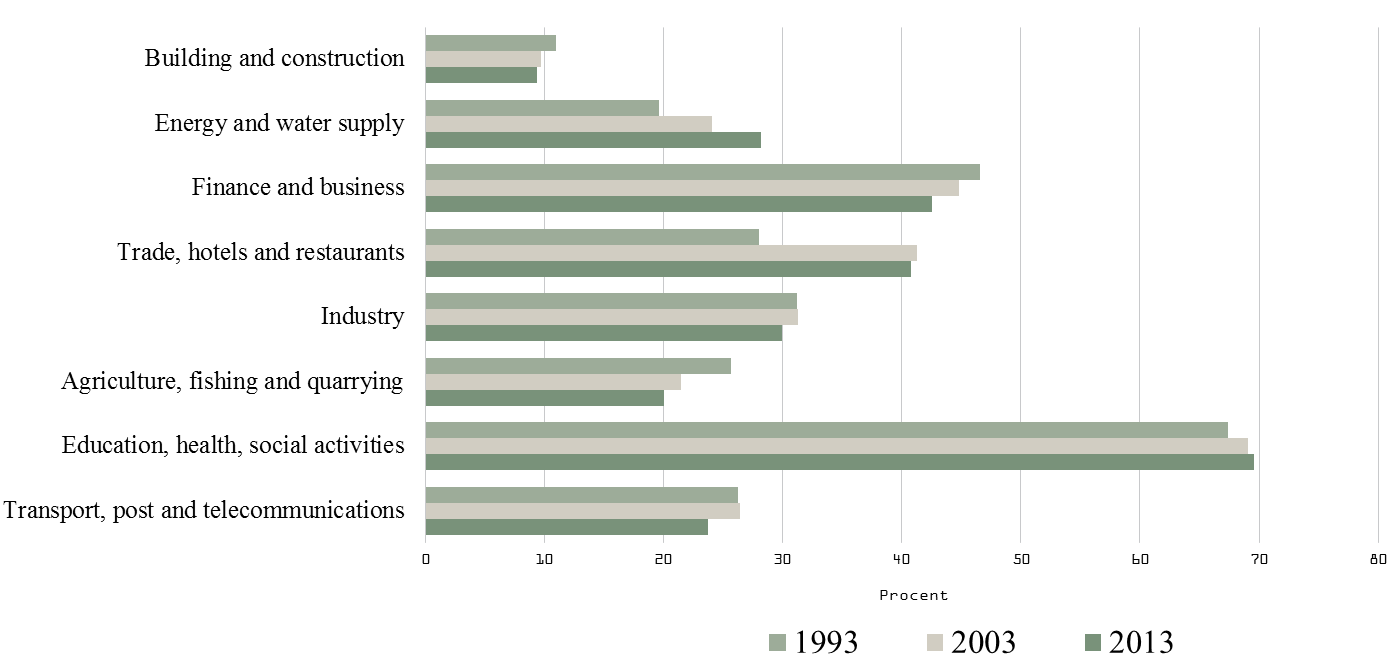 Building and construction
Energy and water supply
Finance and business
Trade, hotels and restaurants
Industry
Agriculture, fishing and quarrying
Education, health, social activities
Transport, post and telecommunications
0 10 20 30 40 50 60 70 80
Procent
1993 2003 2013